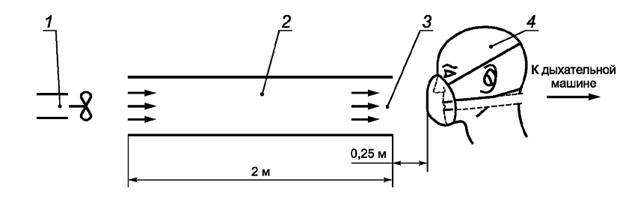 1
2
3
4
К дыхательной
машине
0,25 м
2 м